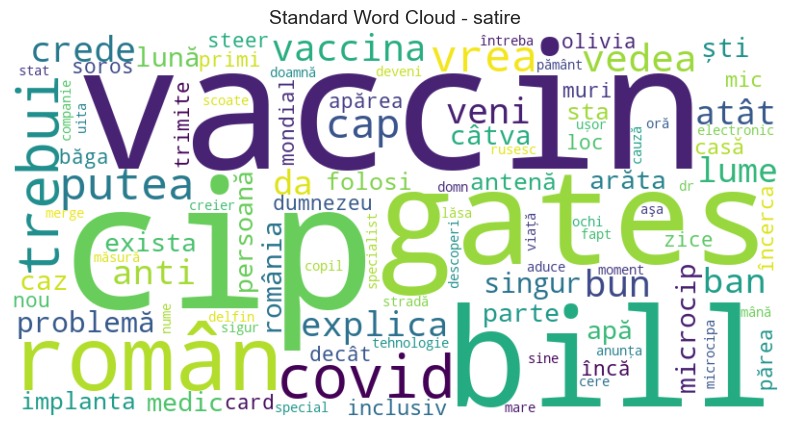 Standard Word Cloud - satire
steer întreba olivia
crede vaccina vrea vedea ști
soros lună primi doamnă deveni pământ
stat vaccin mic
companie uita scoate apărea muri
trebui trimite mondial cap veni sta atât
rusesc ușor oră electronic
băga câtva loc cauză casă
putea da folosi antenă arăta lume
creier dumnezeu domn dr
merge cip gates
persoană lăsa ochi așa
exista românia specialist descoperi viață fapt zice încerca
măsură copil aduce moment
caz anti singur bun ban
nou stradă
nume delfin bill
problemă sigur explica parte apă microcip mână
român decât tehnologie anunța microcipa
covid sine încă părea
implanta medic card special inclusiv mare cere